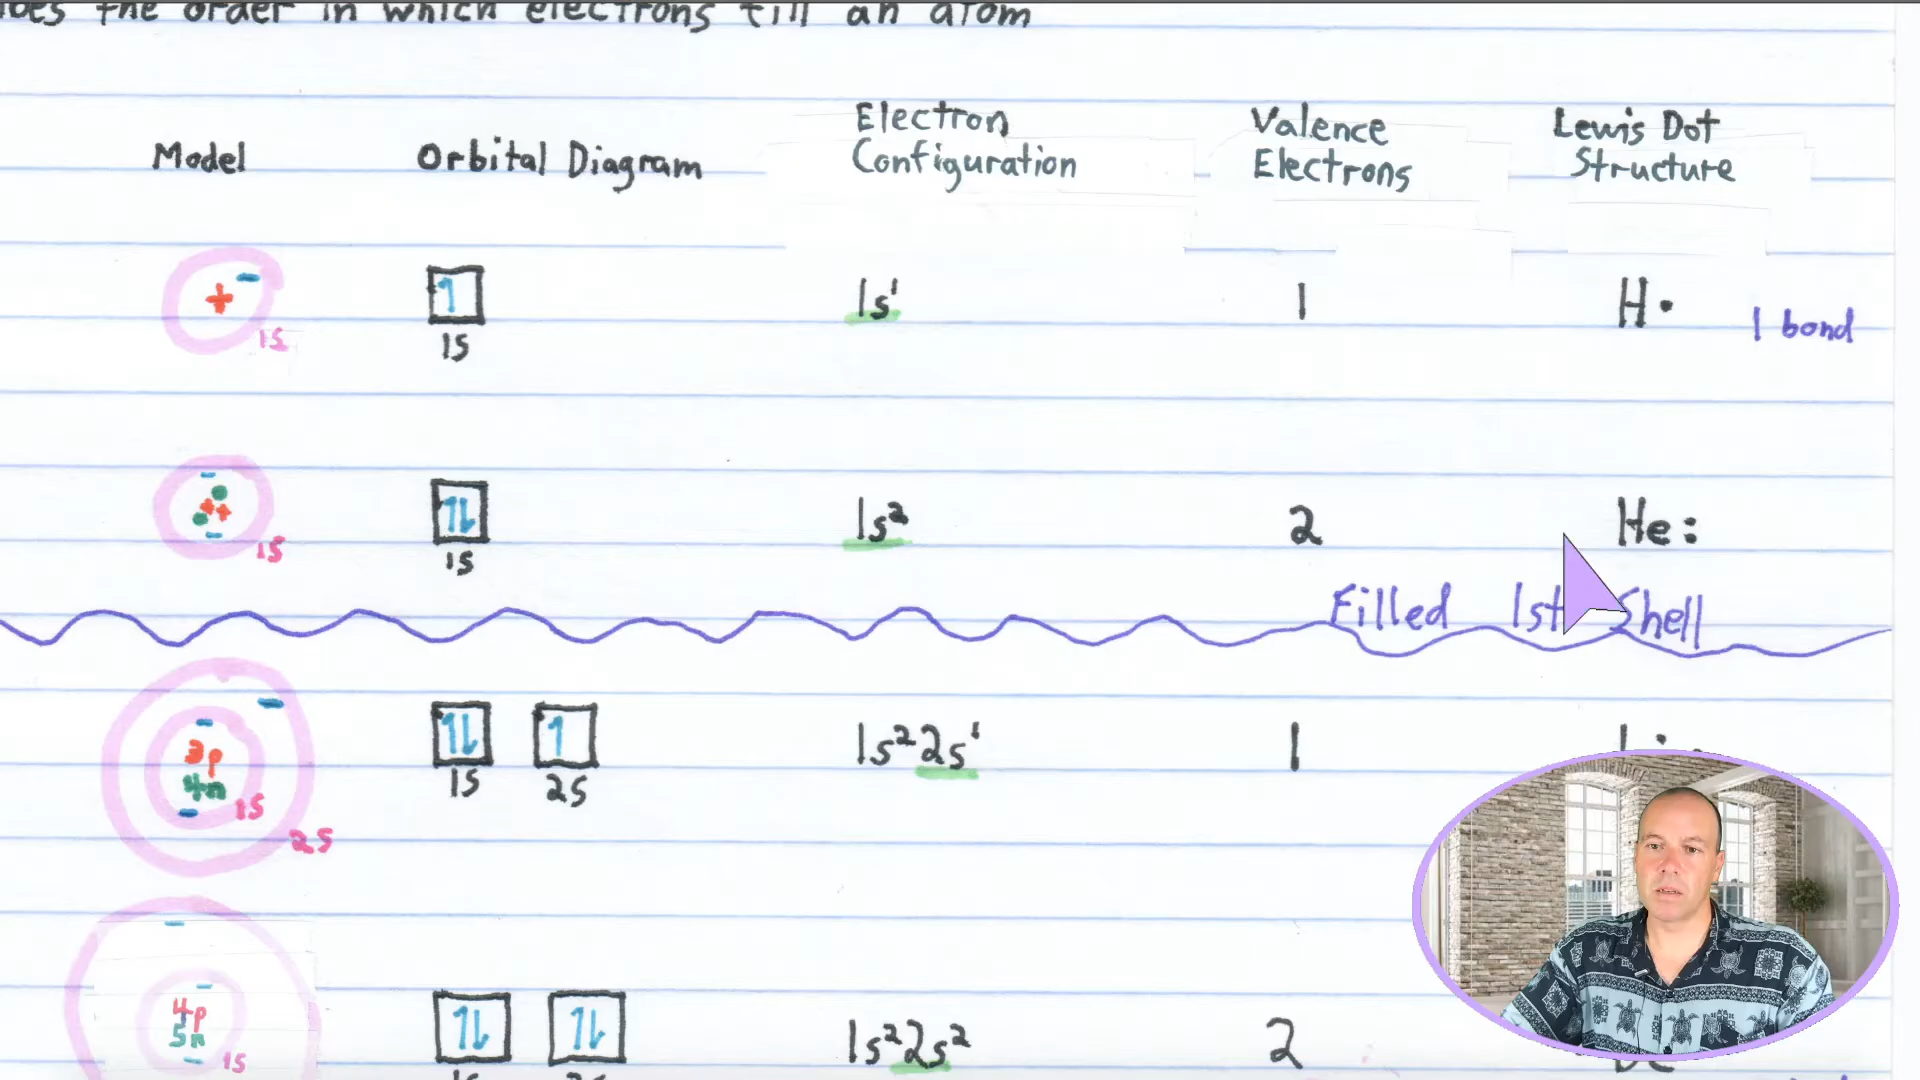 the order in which electrons fill an atom
Model Orbital Diagram Electron Configuration Valence Electrons Lewis Dot Structure
+ - 1s
1 1s
1s¹
1
H·
1 bond
1s
1s
1s²
2
He:
Filled 1st Shell
3p
4n
1s
2s
1s 2s
1s²2s¹
1
4p
5n
1s
1s²2s²
2